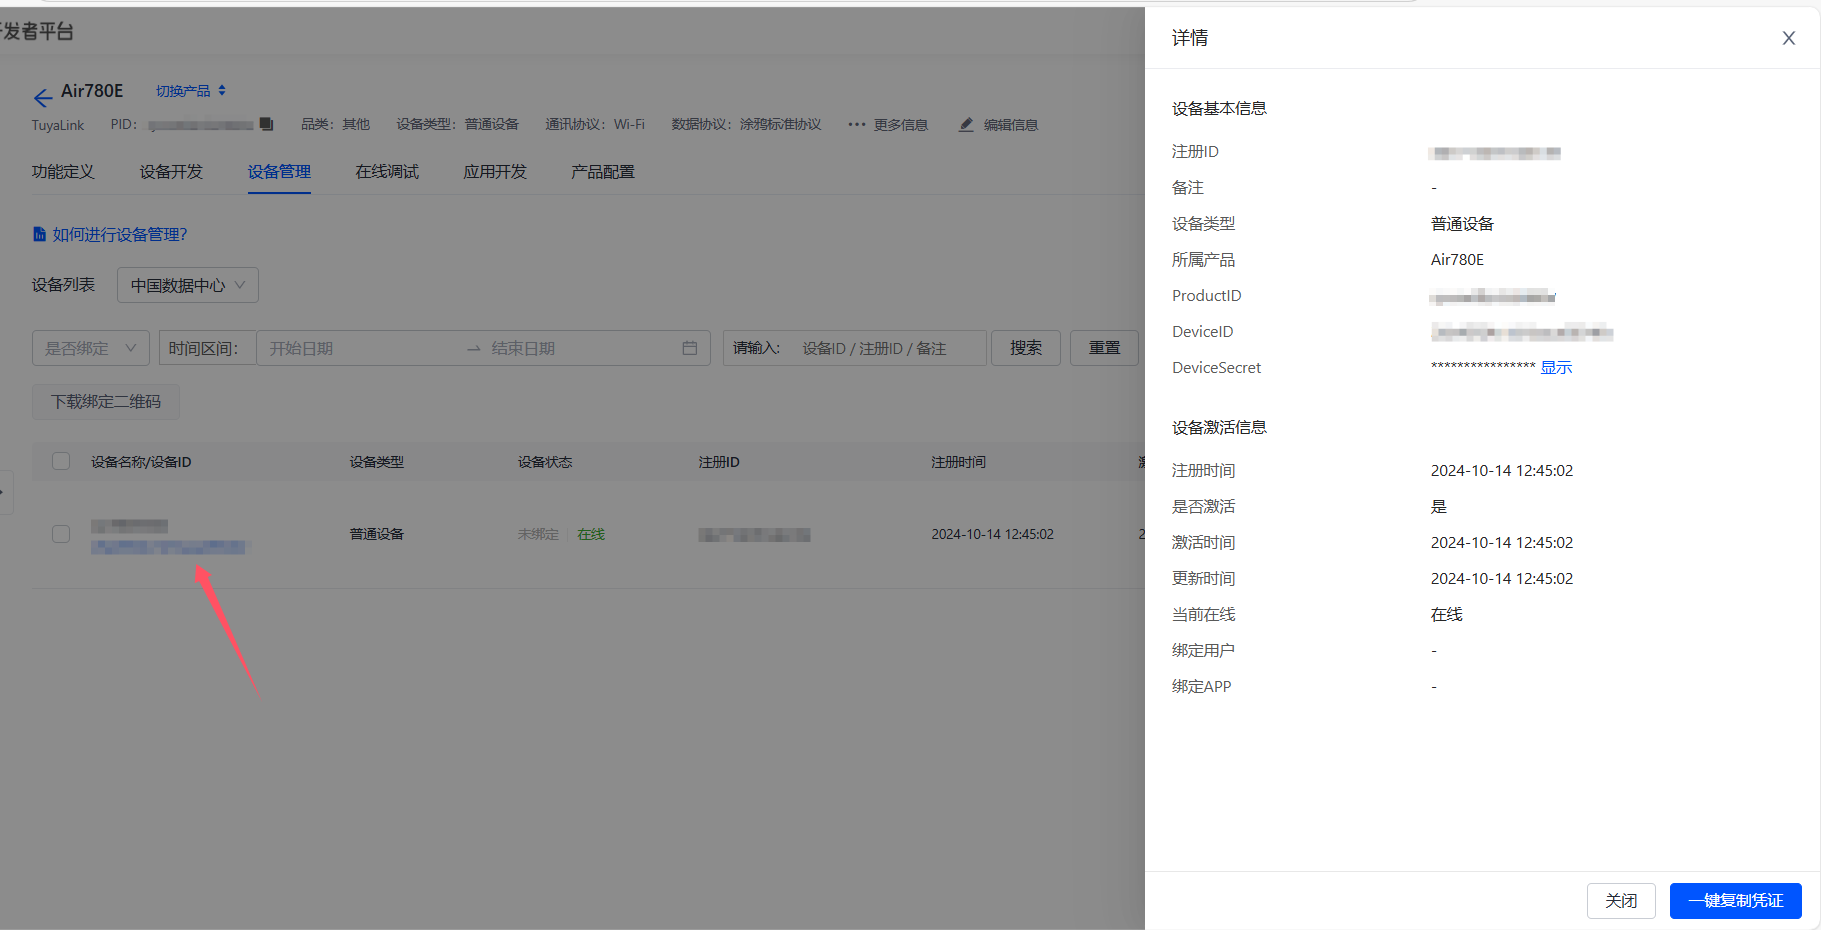 发者平台
Air780E 切换产品
TuyaLink PID: 品类：其他 设备类型：普通设备 通讯协议：Wi-Fi 数据协议：涂鸦标准协议 ··· 更多信息 编辑信息
功能定义 设备开发 设备管理 在线调试 应用开发 产品配置
如何进行设备管理?
设备列表 中国数据中心
是否绑定 时间区间： 开始日期 → 结束日期 请输入: 设备ID / 注册ID / 备注 搜索 重置
下载绑定二维码
设备名称/设备ID 设备类型 设备状态 注册ID 注册时间
普通设备 未绑定 在线 2024-10-14 12:45:02 2
详情
设备基本信息
注册ID
备注 -
设备类型 普通设备
所属产品 Air780E
ProductID
DeviceID
DeviceSecret **************** 显示
设备激活信息
注册时间 2024-10-14 12:45:02
是否激活 是
激活时间 2024-10-14 12:45:02
更新时间 2024-10-14 12:45:02
当前在线 在线
绑定用户 -
绑定APP -
关闭 一键复制凭证